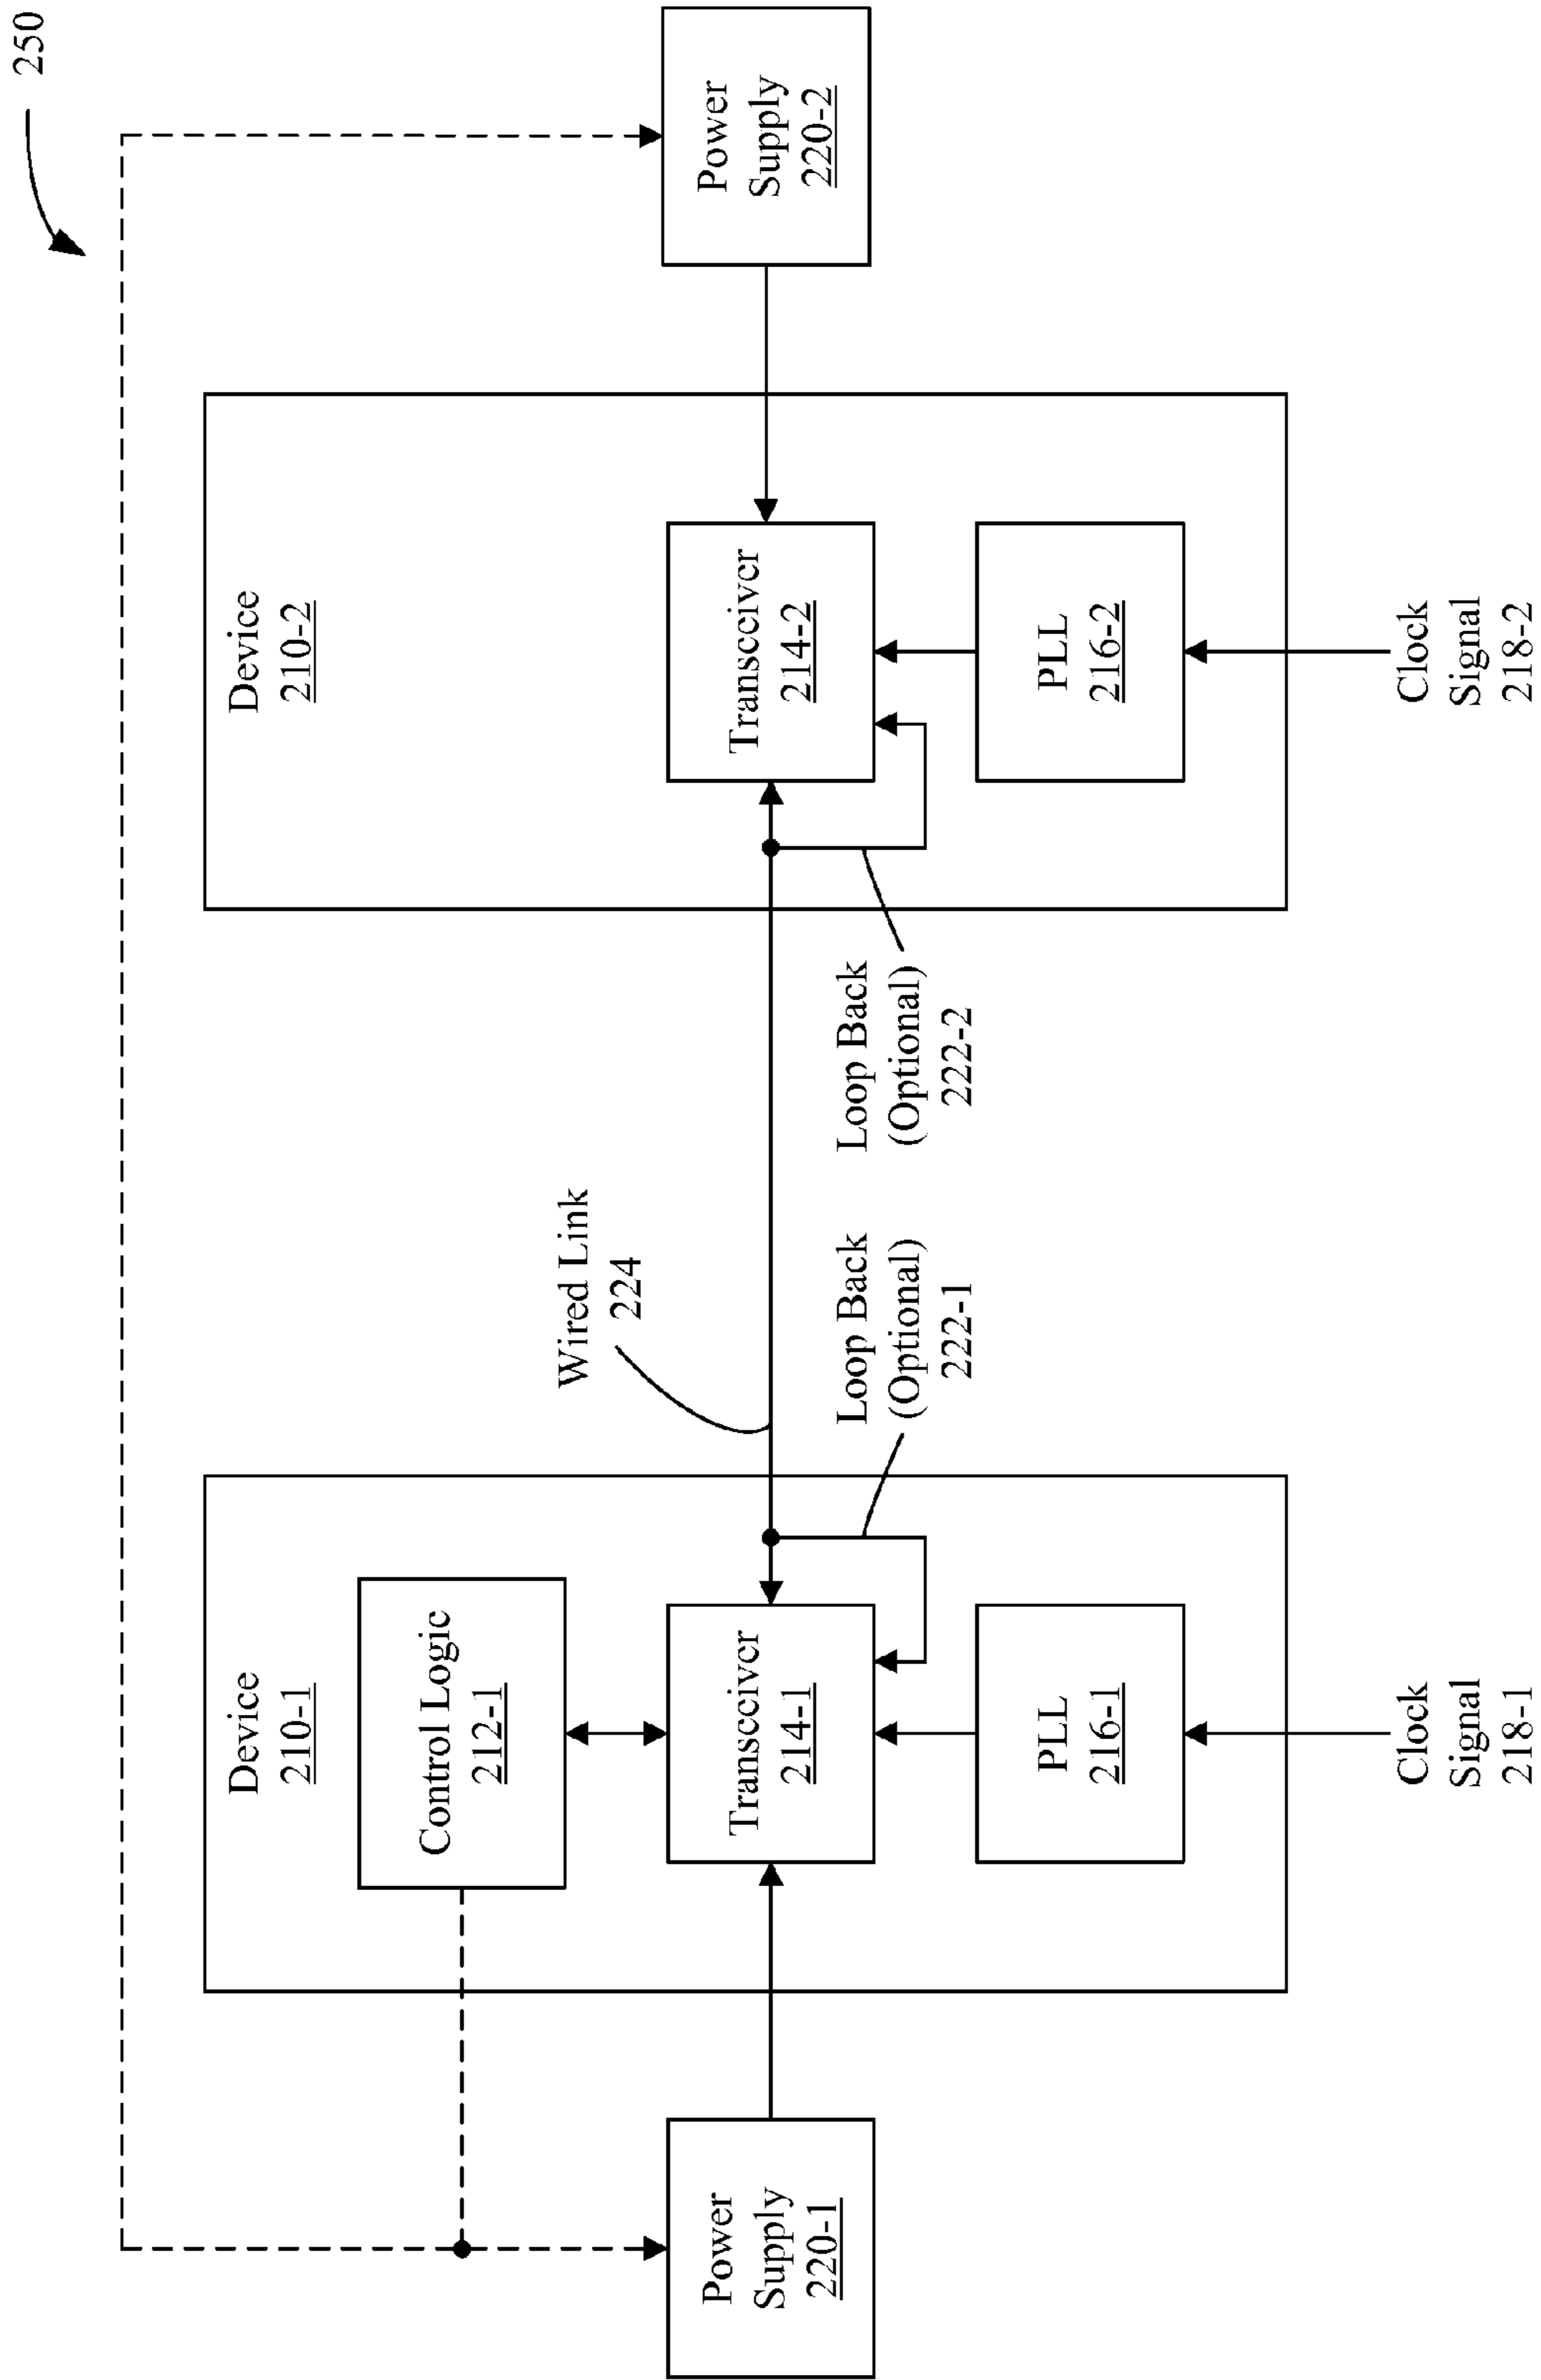 250
Device
210-1
Control Logic
212-1
Power
Supply
220-1
Transceiver
214-1
PLL
216-1
Clock
Signal
218-1
Wired Link
224
Loop Back
(Optional)
222-1
Loop Back
(Optional)
222-2
Device
210-2
Transceiver
214-2
PLL
216-2
Clock
Signal
218-2
Power
Supply
220-2